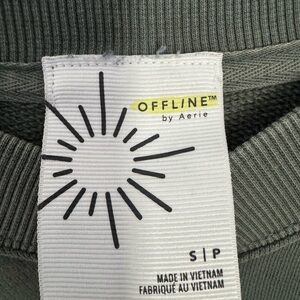 OFFLINE™
by Aerie
S|P
MADE IN VIETNAM
FABRIQUÉ AU VIETNAM